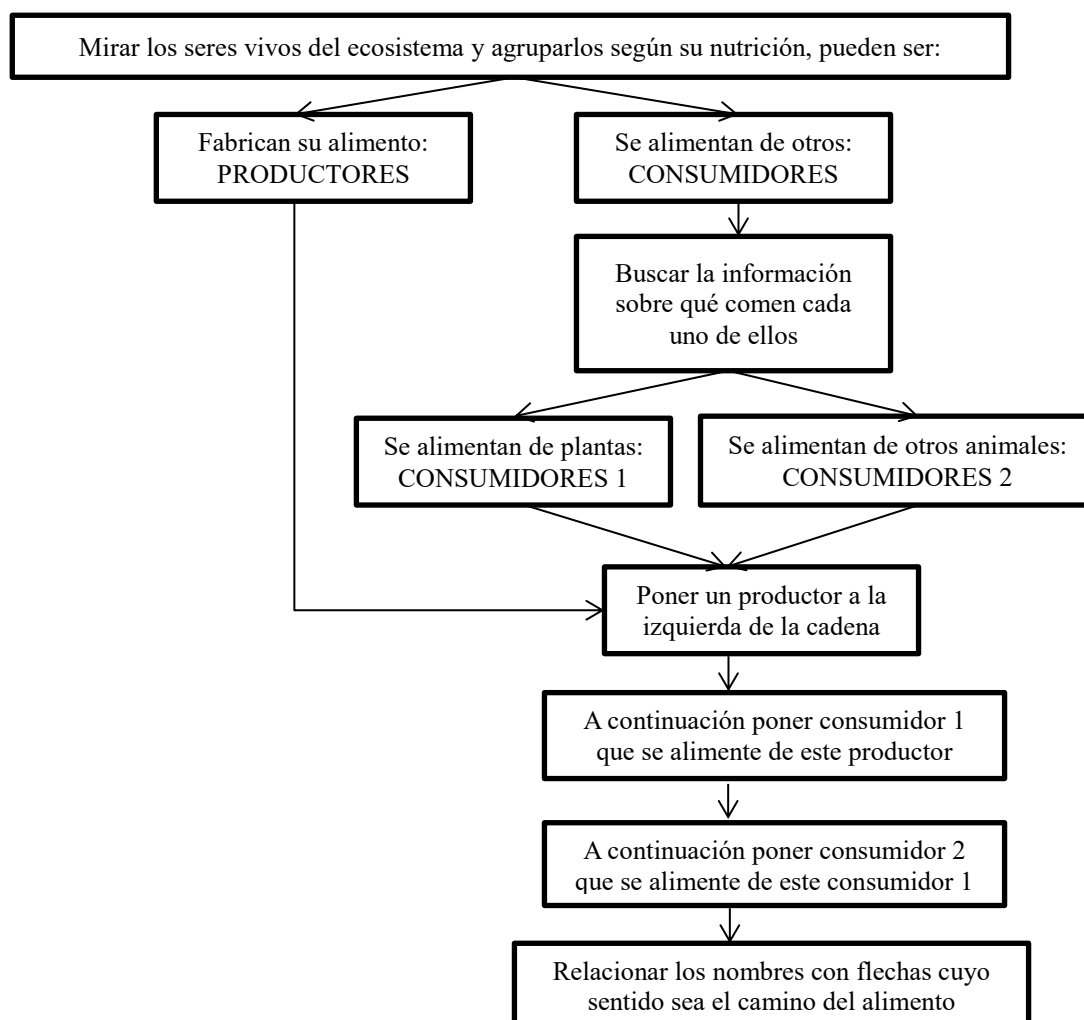 Mirar los seres vivos del ecosistema y agruparlos según su nutrición, pueden ser:
Fabrican su alimento:
PRODUCTORES
Se alimentan de otros:
CONSUMIDORES
Buscar la información
sobre qué comen cada
uno de ellos
Se alimentan de plantas:
CONSUMIDORES 1
Se alimentan de otros animales:
CONSUMIDORES 2
Poner un productor a la
izquierda de la cadena
A continuación poner consumidor 1
que se alimente de este productor
A continuación poner consumidor 2
que se alimente de este consumidor 1
Relacionar los nombres con flechas cuyo
sentido sea el camino del alimento